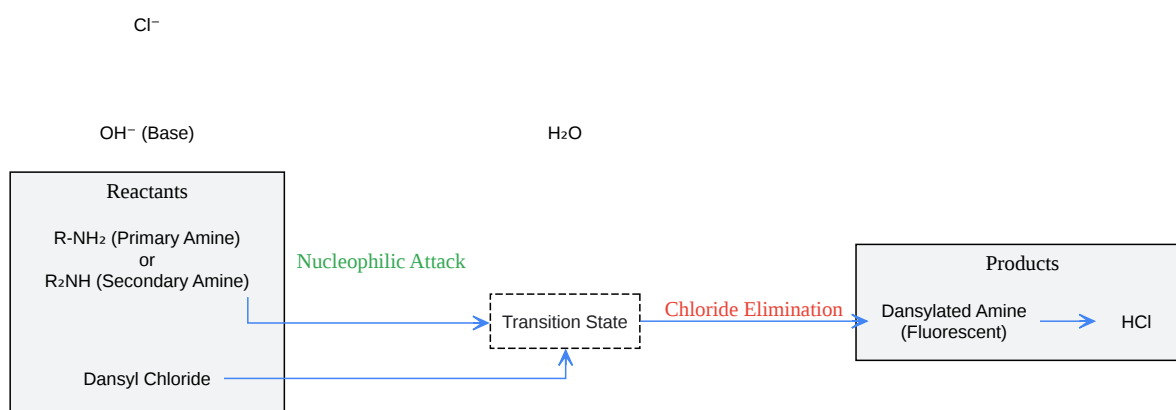 Cl⁻
OH⁻ (Base)
H₂O
Reactants
R-NH₂ (Primary Amine)
or
R₂NH (Secondary Amine)
Dansyl Chloride
Nucleophilic Attack
Transition State
Chloride Elimination
Products
Dansylated Amine
(Fluorescent)
HCl